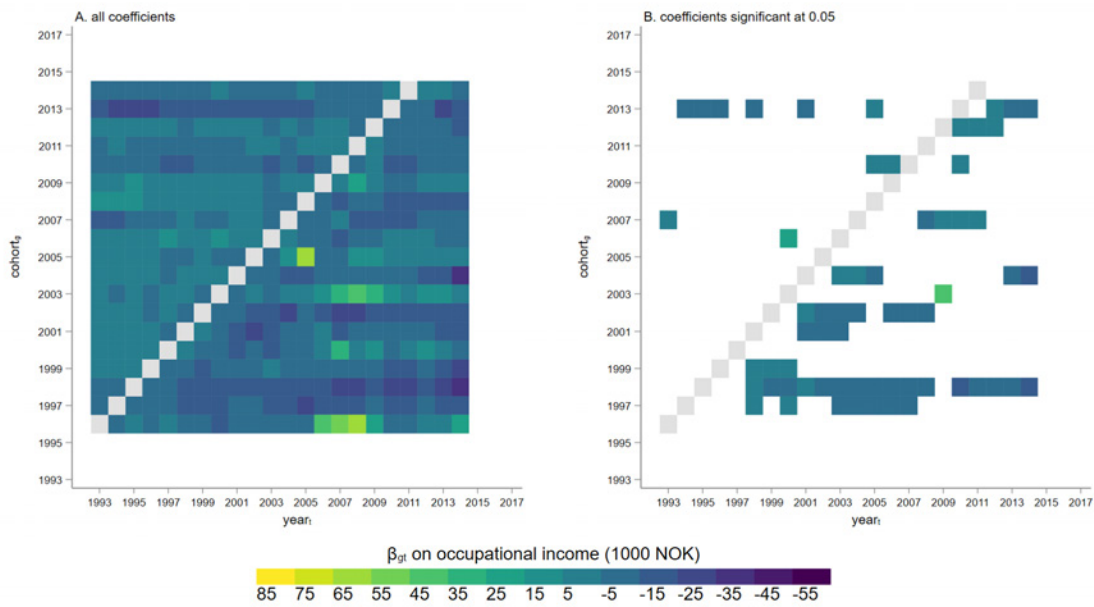 A. all coefficients
B. coefficients significant at 0.05
2017
2015
2013
2011
2009
2007
2005
2003
2001
1999
1997
1995
1993
cohortg
1993 1995 1997 1999 2001 2003 2005 2007 2009 2011 2013 2015 2017
yeart
2017
2015
2013
2011
2009
2007
2005
2003
2001
1999
1997
1995
1993
cohortg
1993 1995 1997 1999 2001 2003 2005 2007 2009 2011 2013 2015 2017
yeart
βgt on occupational income (1000 NOK)
85 75 65 55 45 35 25 15 5 -5 -15 -25 -35 -45 -55